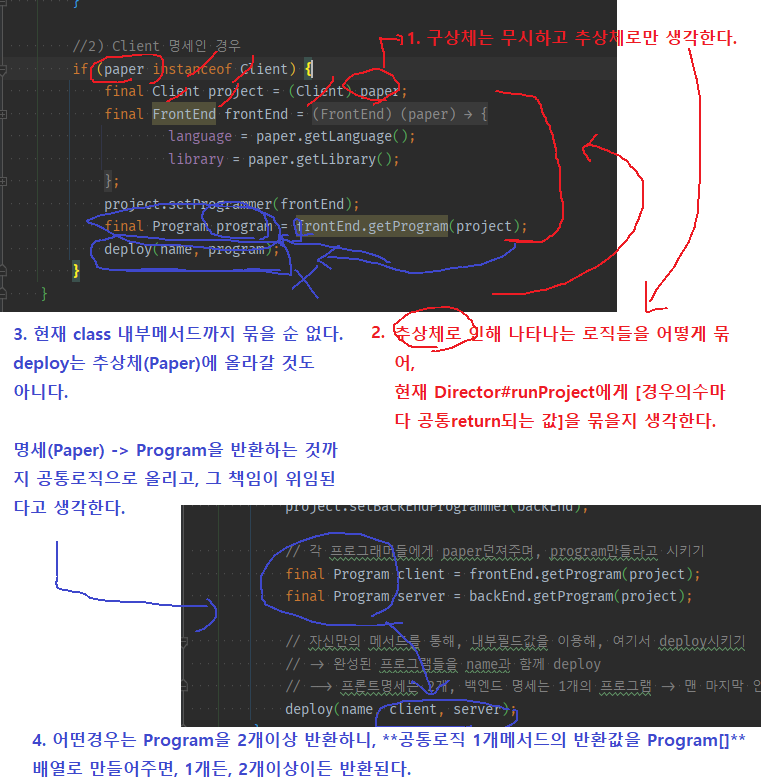 }
//2) Client 명세인 경우
1. 구상체는 무시하고 추상체로만 생각한다.
if (paper instanceof Client) {
final Client project = (Client) paper;
final FrontEnd frontEnd = (FrontEnd) (paper) → {
language = paper.getLanguage();
library = paper.getLibrary();
};
project.setProgrammer(frontEnd);
final Program program = frontEnd.getProgram(project);
deploy(name, program);
}
}
3. 현재 class 내부메서드까지 묶을 순 없다.
deploy는 추상체(Paper)에 올라갈 것도
아니다.
명세(Paper) -> Program을 반환하는 것까
지 공통로직으로 올리고, 그 책임이 위임된
다고 생각한다.
2. 추상체로 인해 나타나는 로직들을 어떻게 묶
어,
현재 Director#runProject에게 [경우의수마
다 공통return되는 값]을 묶을지 생각한다.
project.setBackEndProgrammer(backEnd);
// 각 프로그래머들에게 paper던져주며, program만들라고 시키기
final Program client = frontEnd.getProgram(project);
final Program server = backEnd.getProgram(project);
// 자신만의 메서드를 통해, 내부필드값을 이용해, 여기서 deploy시키기
// -> 완성된 프로그램들을 name과 함께 deploy
// --> 프론트명세는 2개, 백엔드 명세는 1개의 프로그램 -> 맨 마지막
deploy(name, client, server);
4. 어떤경우는 Program을 2개이상 반환하니, **공통로직 1개메서드의 반환값을 Program[]**
배열로 만들어주면, 1개든, 2개이상이든 반환된다.